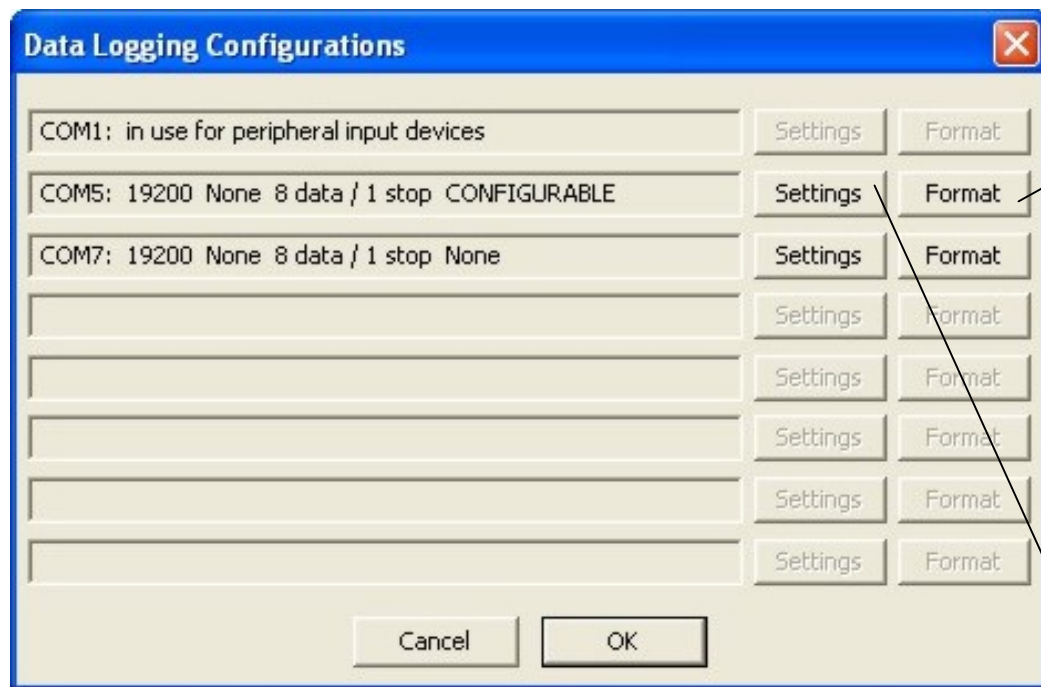 Data Logging Configurations
COM1: in use for peripheral input devices Settings Format
COM5: 19200 None 8 data / 1 stop CONFIGURABLE Settings Format
COM7: 19200 None 8 data / 1 stop None Settings Format
Settings Format
Settings Format
Settings Format
Settings Format
Settings Format
Cancel OK